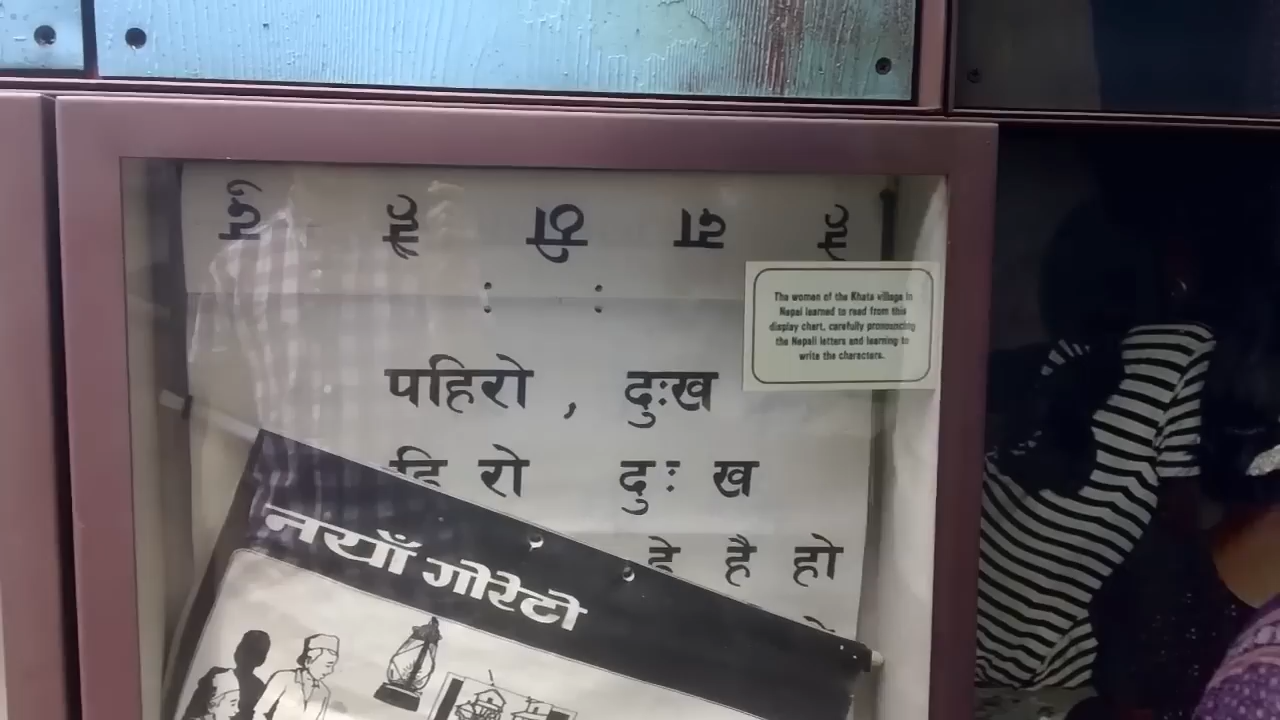 पहिरो , दुःख
हि रो दुः ख
हे है हो
नयाँ गोरेटो
The women of the Khata village in
Nepal learned to read from this
display chart, carefully pronouncing
the Nepali letters and learning to
write the characters.